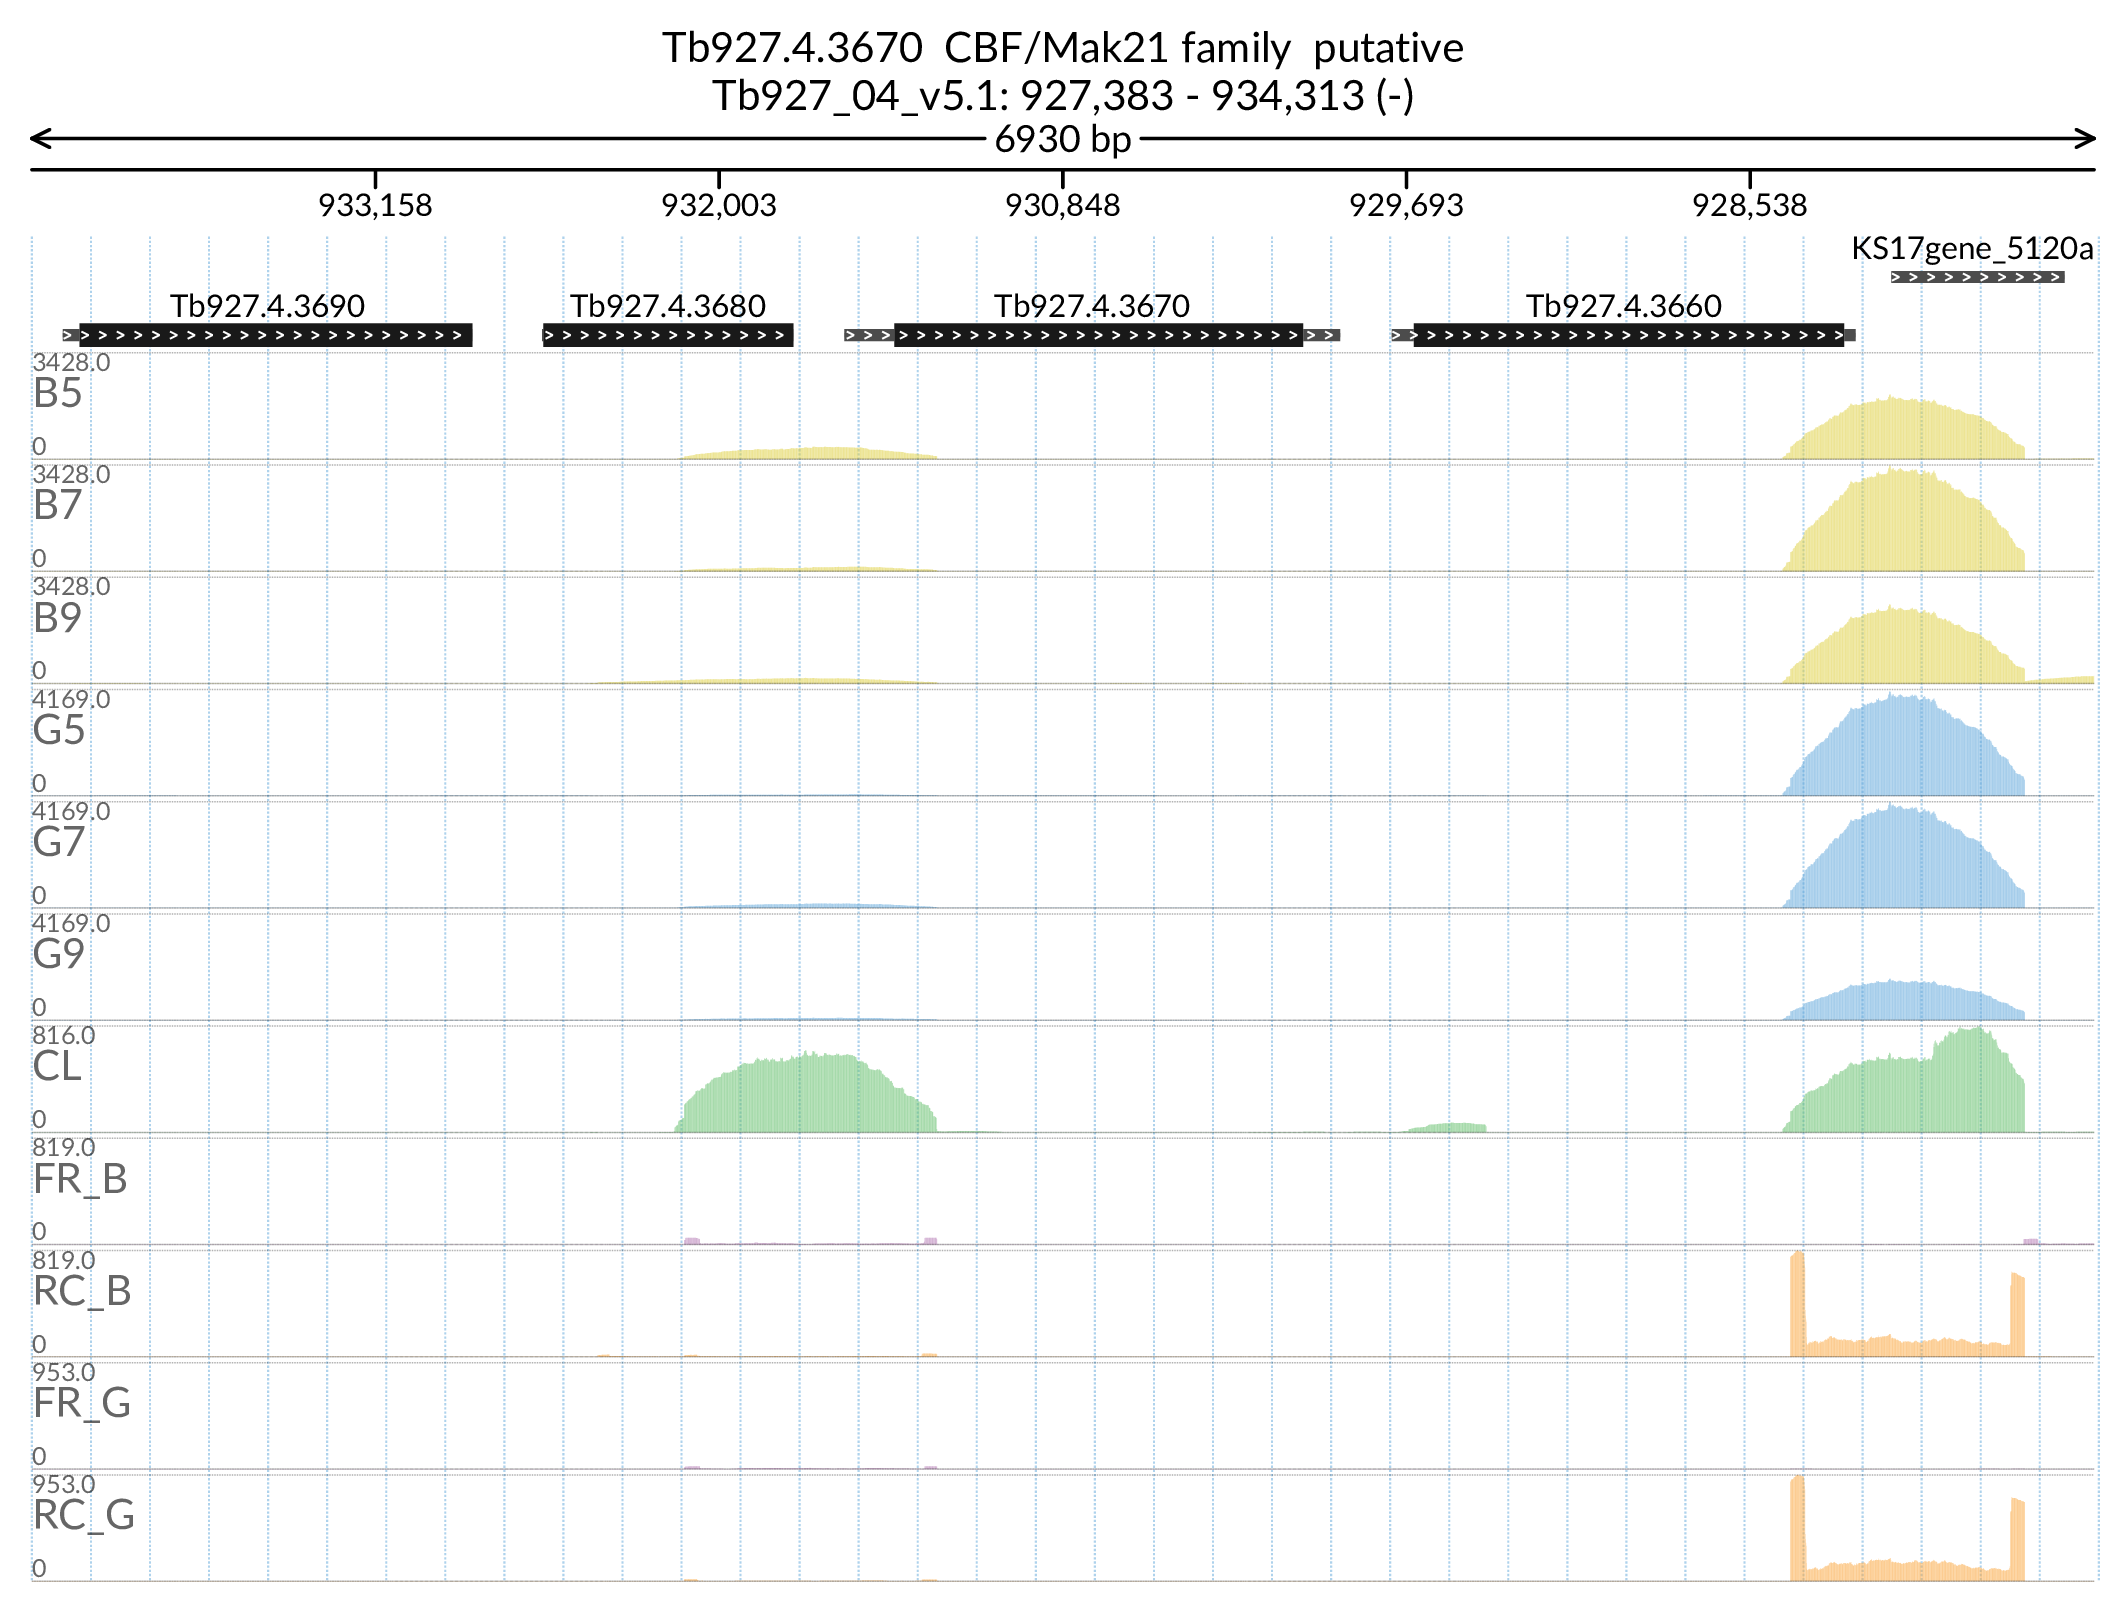 Tb927.4.3670 CBF/Mak21 family putative
Tb927_04_v5.1: 927,383 - 934,313 (-)
6930 bp
933,158 932,003 930,848 929,693 928,538
KS17gene_5120a
Tb927.4.3690 Tb927.4.3680 Tb927.4.3670 Tb927.4.3660
3428.0
B5
0
3428.0
B7
0
3428.0
B9
0
4169.0
G5
0
4169.0
G7
0
4169.0
G9
0
816.0
CL
0
819.0
FR_B
0
819.0
RC_B
0
953.0
FR_G
0
953.0
RC_G
0